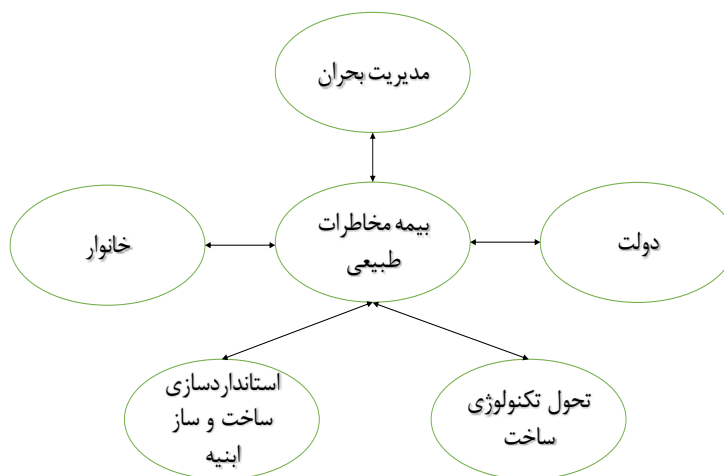 مدیریت بحران
بیمه مخاطرات
طبیعی
دولت
خانوار
تحول تکنولوژی
ساخت
استانداردسازی
ساخت و ساز
ابنیه